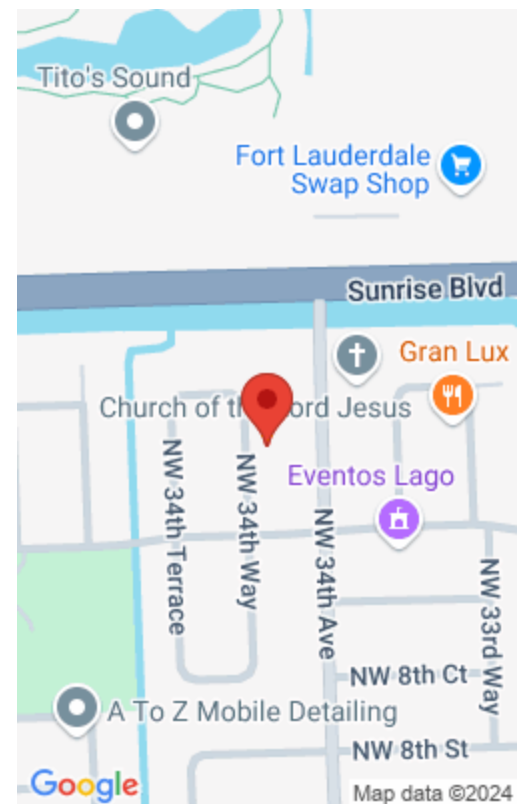 Tito's Sound
Fort Lauderdale
Swap Shop
Sunrise Blvd
Gran Lux
Church of th ord Jesus
Eventos Lago
NW 34th Terrace
NW 34th Way
NW 34th Ave
NW 33rd Way
NW 8th Ct
A To Z Mobile Detailing
NW 8th St
Google
Map data ©2024